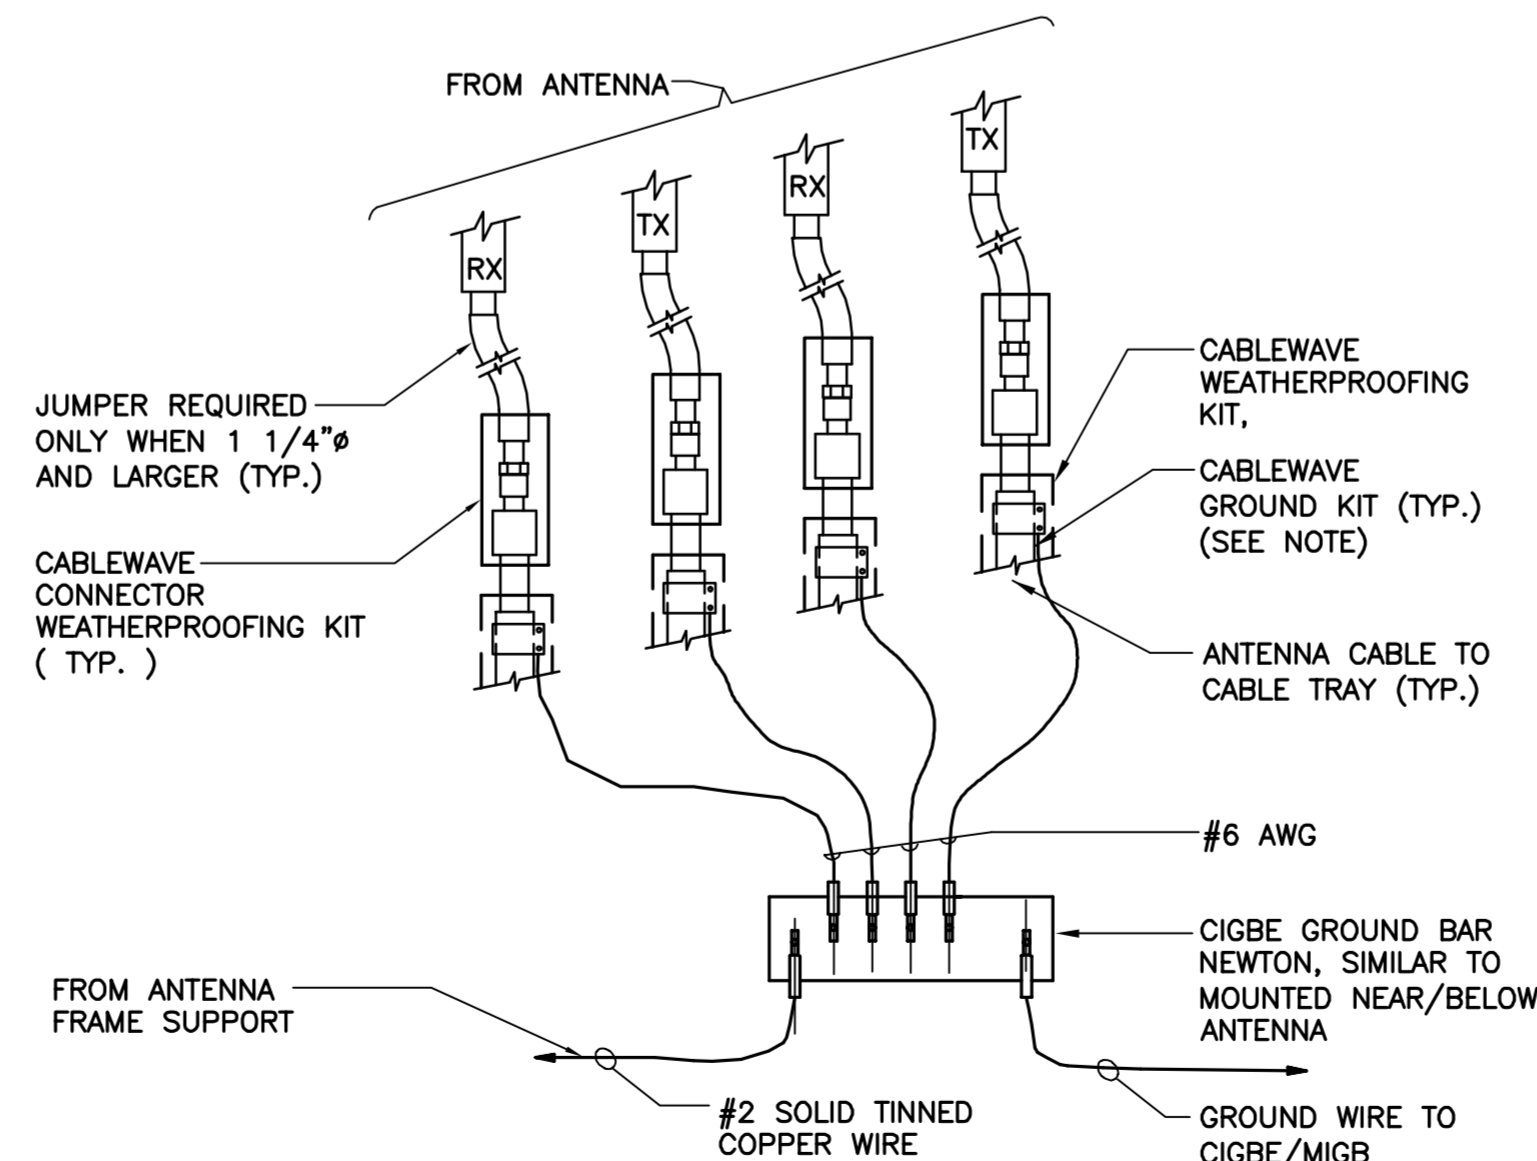 FROM ANTENNA
TX
RX
TX
RX
JUMPER REQUIRED
ONLY WHEN 1 1/4"ø
AND LARGER (TYP.)
CABLEWAVE
CONNECTOR
WEATHERPROOFING KIT
( TYP. )
CABLEWAVE
WEATHERPROOFING
KIT,
CABLEWAVE
GROUND KIT (TYP.)
(SEE NOTE)
ANTENNA CABLE TO
CABLE TRAY (TYP.)
#6 AWG
CIGBE GROUND BAR
NEWTON, SIMILAR TO
MOUNTED NEAR/BELOW
ANTENNA
FROM ANTENNA
FRAME SUPPORT
#2 SOLID TINNED
COPPER WIRE
GROUND WIRE TO
CIGBE/MIGB